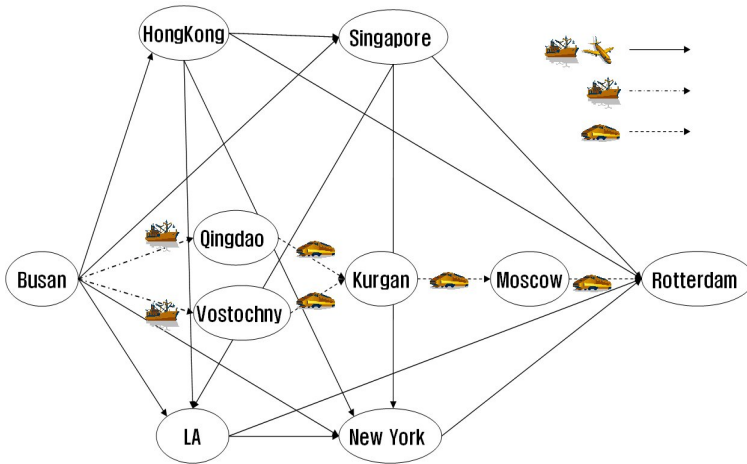 HongKong
Singapore
Qingdao
Busan
Kurgan
Moscow
Rotterdam
Vostochny
LA
New York